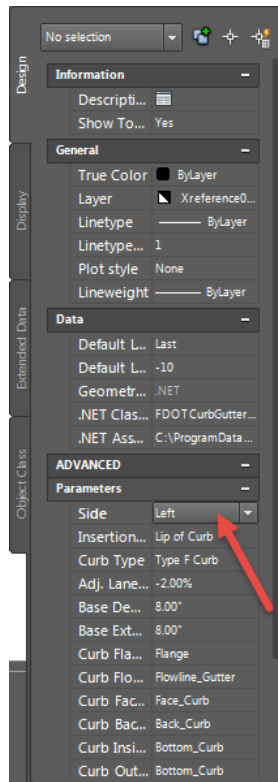 No selection
Design
Display
Extended Data
Object Class
Information
Descripti...
Show To... Yes
General
True Color ByLayer
Layer Xreference0...
Linetype ByLayer
Linetype... 1
Plot style None
Lineweight ByLayer
Data
Default L... Last
Default L... -10
Geometr... .NET
.NET Clas... FDOTCurbGutter...
.NET Ass... C:\ProgramData...
ADVANCED
Parameters
Side Left
Insertion... Lip of Curb
Curb Type Type F Curb
Adj. Lane... -2.00%
Base De... 8.00"
Base Ext... 8.00"
Curb Fla... Flange
Curb Flo... Flowline_Gutter
Curb Fac... Face_Curb
Curb Bac... Back_Curb
Curb Insi... Bottom_Curb
Curb Out... Bottom_Curb